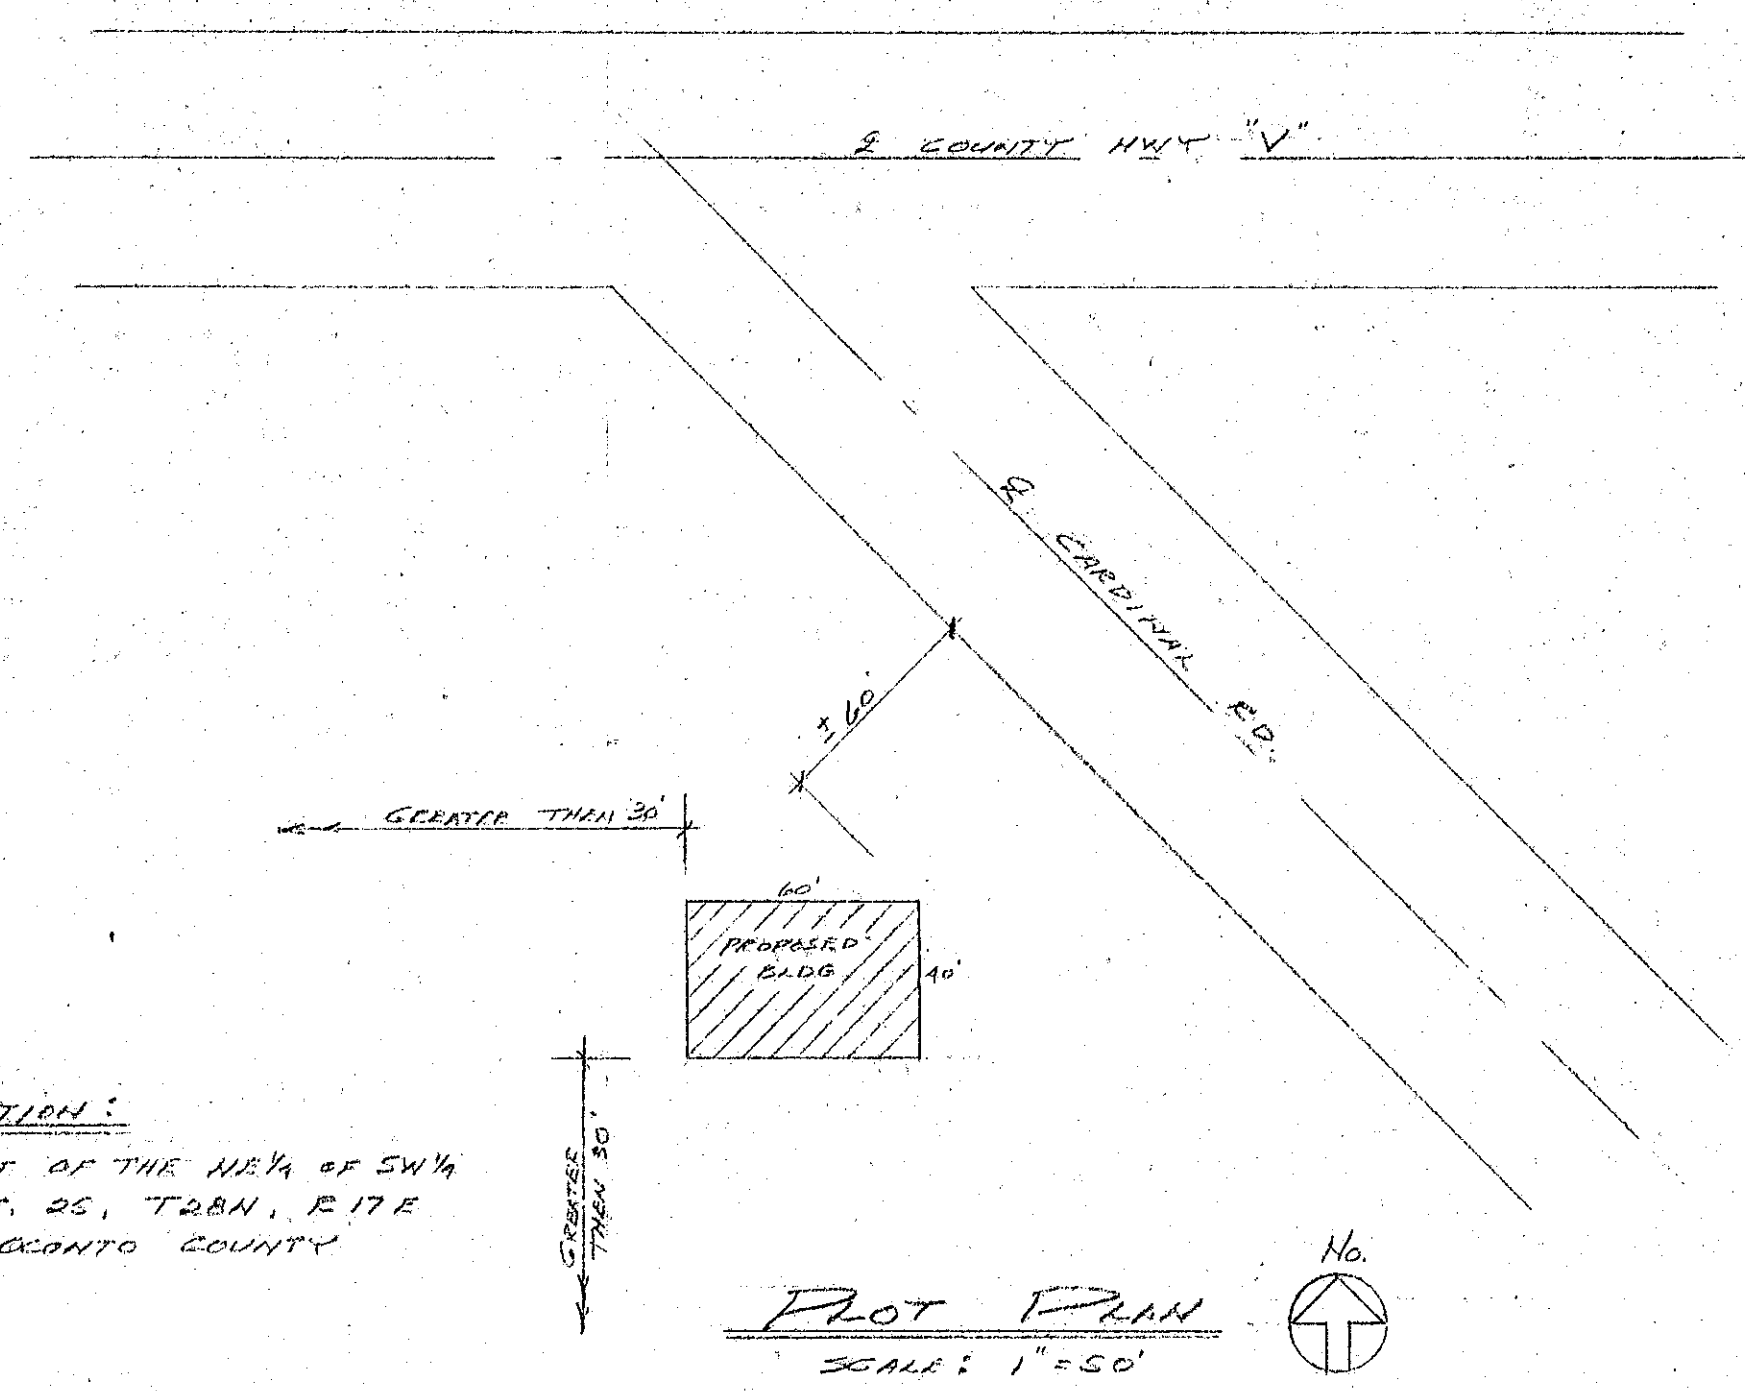 ℄ COUNTY HWY "V"
℄ CARDINAL RD.
± 60'
GREATER THEN 30'
60'
PROPOSED
BLDG
40'
TION:
OF THE NE¼ OF SW¼
25, T28N, R17E
OCONTO COUNTY
GREATER
THEN 30'
PLOT PLAN
SCALE: 1"=50'
No.